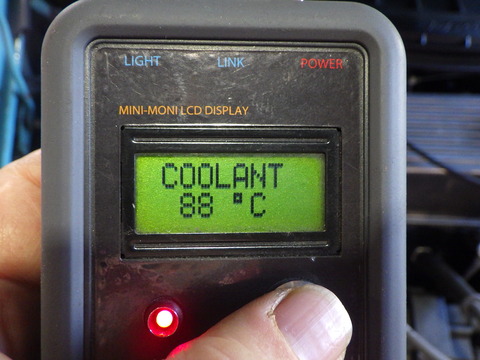 LIGHT LINK POWER
MINI-MONI LCD DISPLAY
COOLANT
88 °C